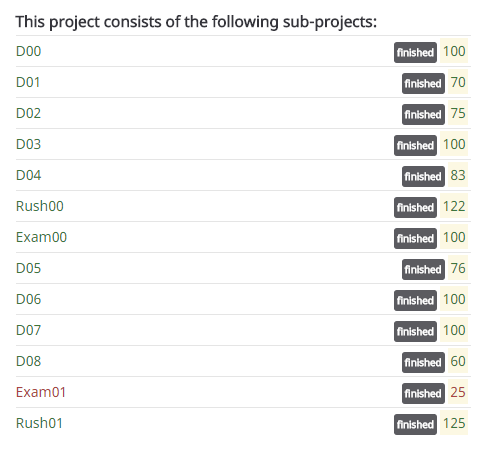 This project consists of the following sub-projects:
D00 finished 100
D01 finished 70
D02 finished 75
D03 finished 100
D04 finished 83
Rush00 finished 122
Exam00 finished 100
D05 finished 76
D06 finished 100
D07 finished 100
D08 finished 60
Exam01 finished 25
Rush01 finished 125